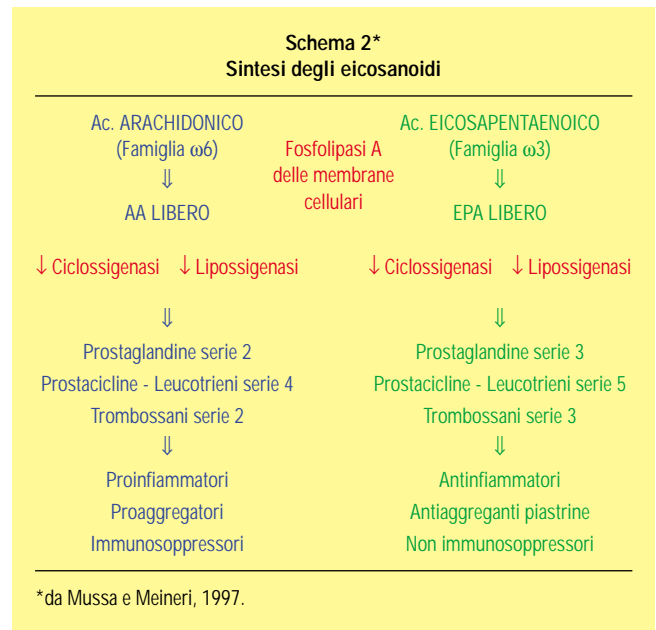 Schema 2*
Sintesi degli eicosanoidi
Ac. ARACHIDONICO
(Famiglia ω6)
⇓
AA LIBERO
Fosfolipasi A
delle membrane
cellulari
Ac. EICOSAPENTAENOICO
(Famiglia ω3)
⇓
EPA LIBERO
↓ Ciclossigenasi ↓ Lipossigenasi
⇓
Prostaglandine serie 2
Prostacicline - Leucotrieni serie 4
Trombossani serie 2
⇓
Proinfiammatori
Proaggregatori
Immunosoppressori
↓ Ciclossigenasi ↓ Lipossigenasi
⇓
Prostaglandine serie 3
Prostacicline - Leucotrieni serie 5
Trombossani serie 3
⇓
Antinfiammatori
Antiaggreganti piastrine
Non immunosoppressori
*da Mussa e Meineri, 1997.